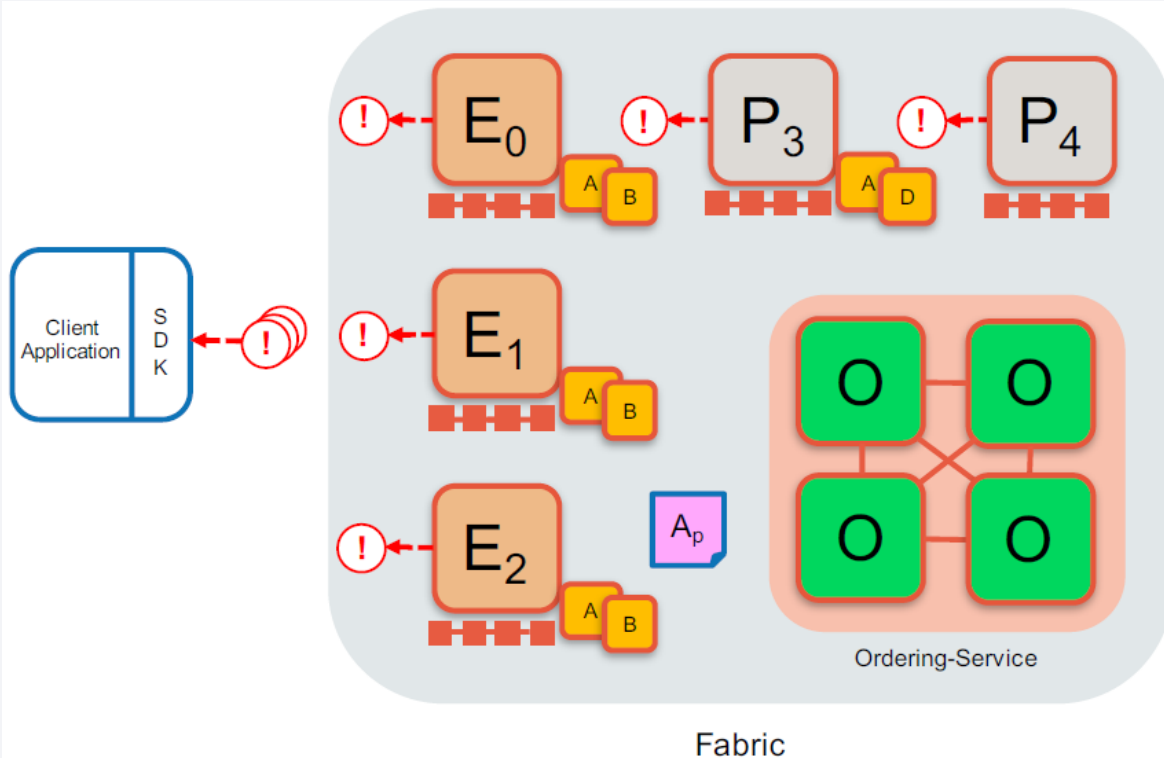 !
E0
A
B
!
P3
A
D
!
P4
Client
Application
S
D
K
!
!
E1
A
B
!
E2
A
B
Ap
O
O
O
O
Ordering-Service
Fabric